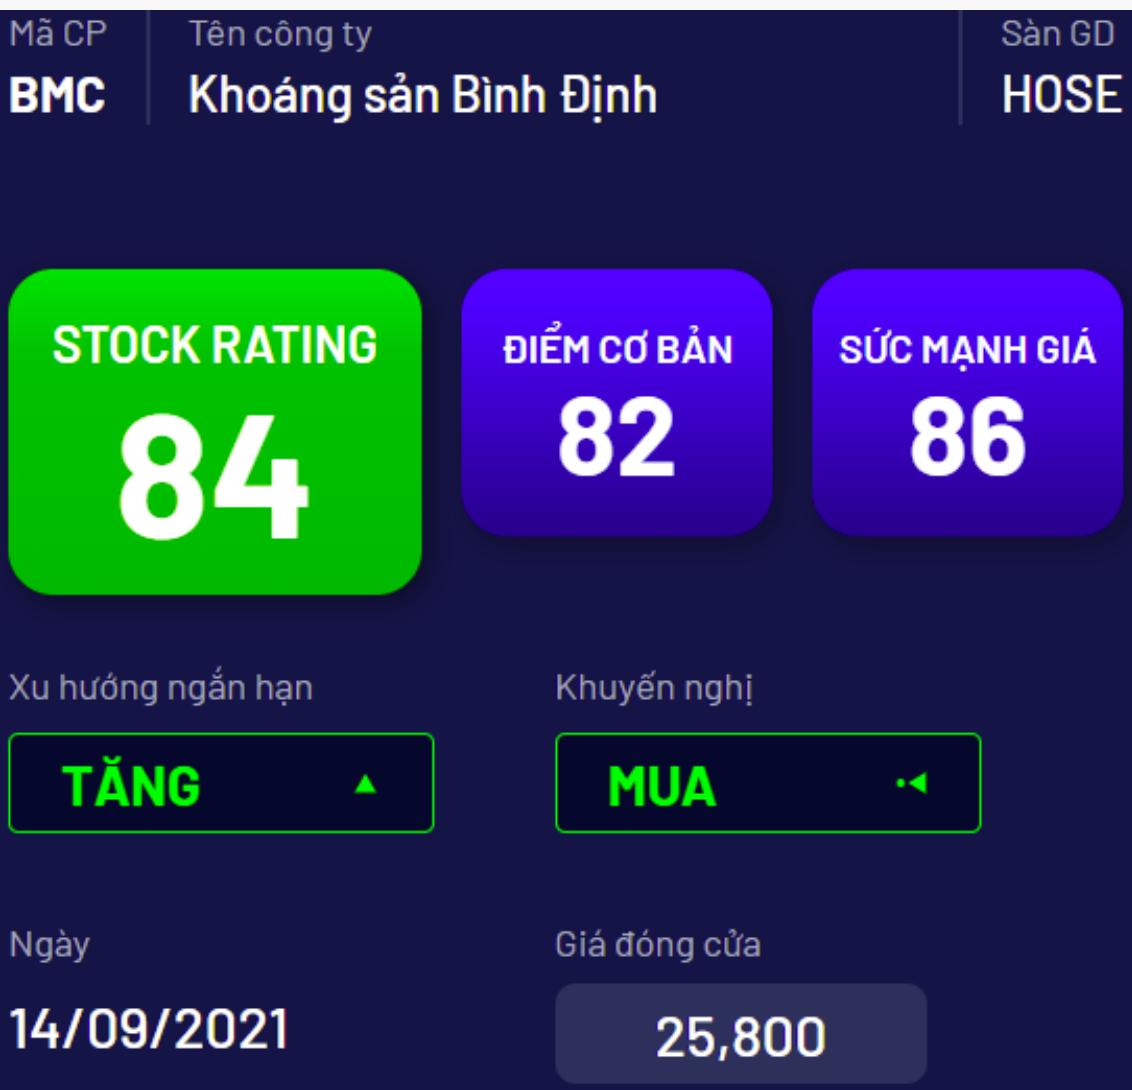 Mã CP
Tên công ty
Sàn GD
BMC
Khoáng sản Bình Định
HOSE
STOCK RATING
84
ĐIỂM CƠ BẢN
82
SỨC MẠNH GIÁ
86
Xu hướng ngắn hạn
Khuyến nghị
TĂNG
MUA
Ngày
Giá đóng cửa
14/09/2021
25,800